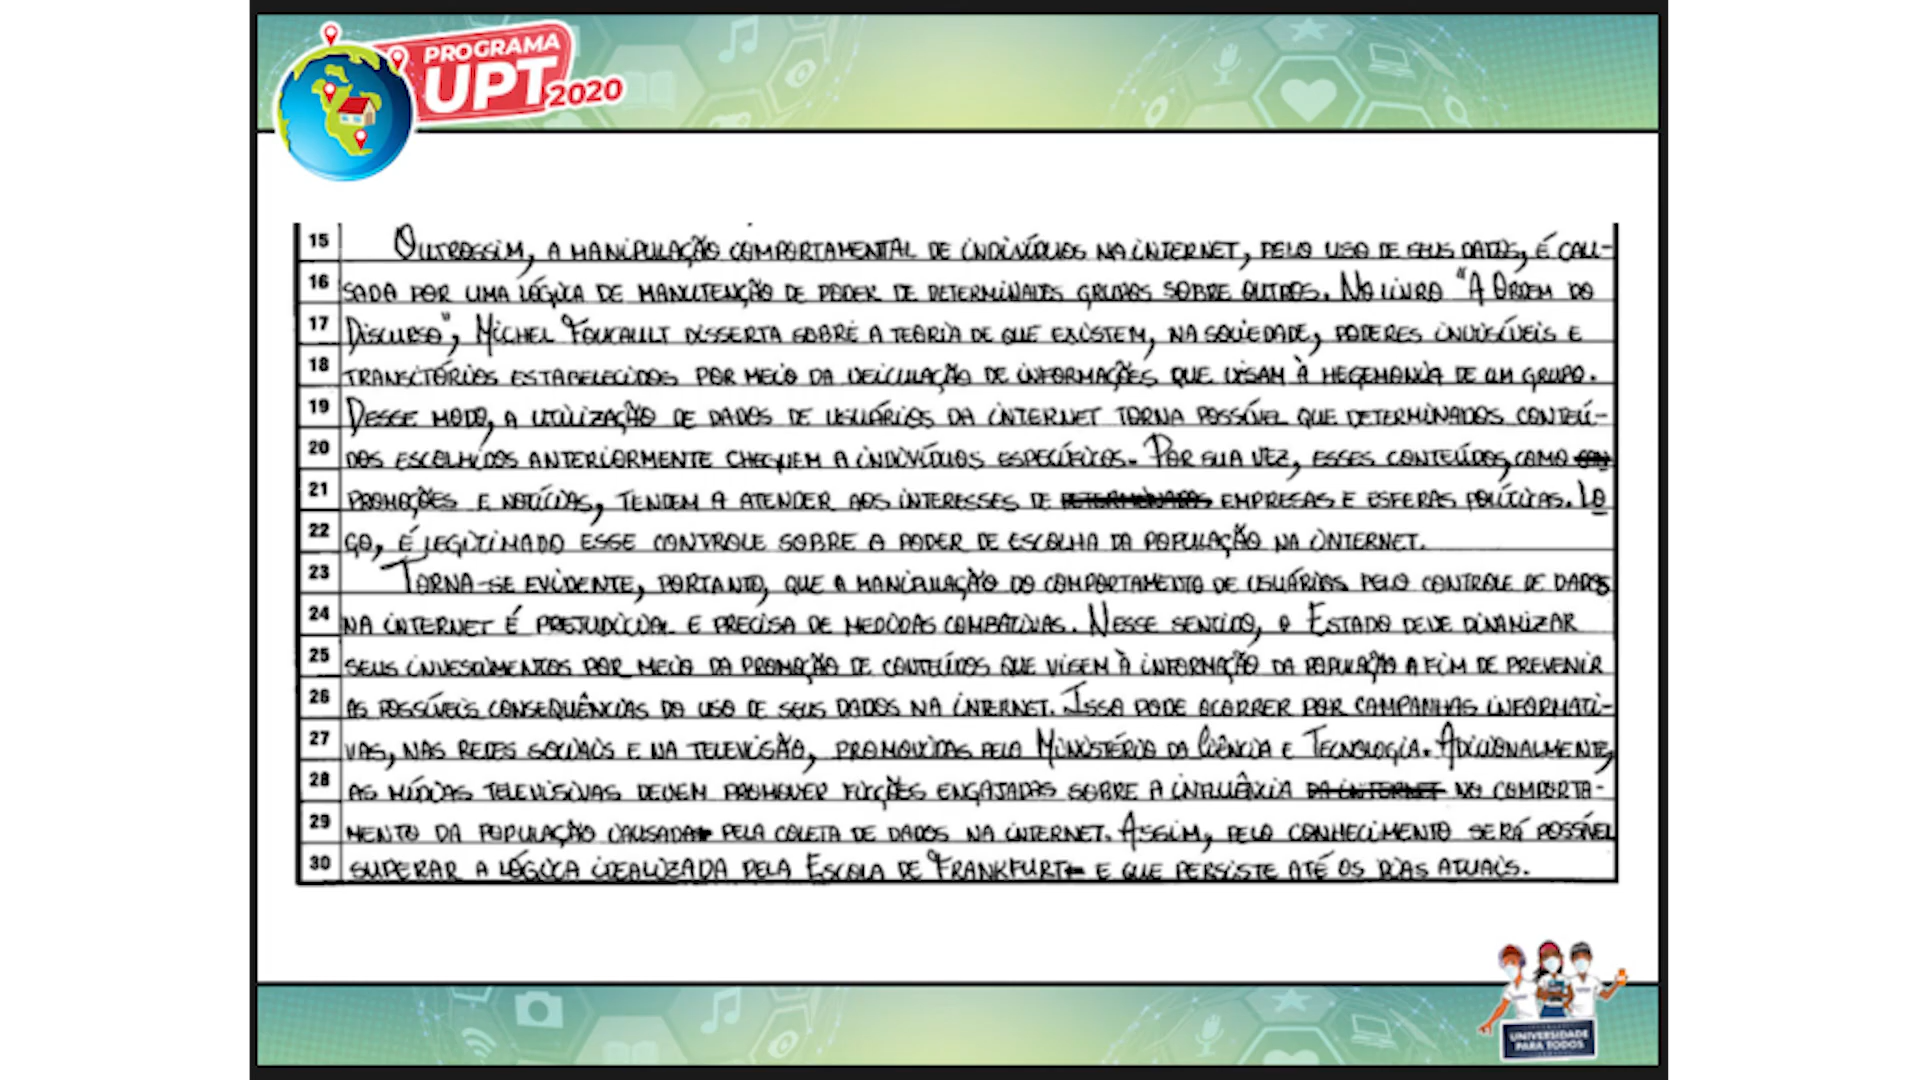 PROGRAMA
UPT 2020
15 OUTROSSIM, A MANIPULAÇÃO COMPORTAMENTAL DE INDIVÍDUOS NA INTERNET, PELO USO DE SEUS DADOS, É CAU-
16 SADA POR UMA LÓGICA DE MANUTENÇÃO DE PODER DE DETERMINADOS GRUPOS SOBRE OUTROS. NO LIVRO "A ORDEM DO
17 DISCURSO", MICHEL FOUCAULT DISSERTA SOBRE A TEORIA DE QUE EXISTEM, NA SOCIEDADE, PODERES INVISÍVEIS E
18 TRANSITÓRIOS ESTABELECIDOS POR MEIO DA VEICULAÇÃO DE INFORMAÇÕES QUE VISAM À HEGEMONIA DE UM GRUPO.
19 DESSE MODO, A UTILIZAÇÃO DE DADOS DE USUÁRIOS DA INTERNET TORNA POSSÍVEL QUE DETERMINADOS CONTEÚ-
20 DOS ESCOLHIDOS ANTERIORMENTE CHEGUEM A INDIVÍDUOS ESPECÍFICOS. POR SUA VEZ, ESSES CONTEÚDOS, COMO
21 PROMOÇÕES E NOTÍCIAS, TENDEM A ATENDER AOS INTERESSES DE DETERMINADAS EMPRESAS E ESFERAS POLÍTICAS. LO
22 GO, É LEGITIMADO ESSE CONTROLE SOBRE O PODER DE ESCOLHA DA POPULAÇÃO NA INTERNET.
23 TORNA-SE EVIDENTE, PORTANTO, QUE A MANIPULAÇÃO DO COMPORTAMENTO DE USUÁRIOS PELO CONTROLE DE DADOS
24 NA INTERNET É PREJUDICIAL E PRECISA DE MEDIDAS COMBATIVAS. NESSE SENTIDO, O ESTADO DEVE DINAMIZAR
25 SEUS INVESTIMENTOS POR MEIO DA PROMOÇÃO DE CONTEÚDOS QUE VISEM À INFORMAÇÃO DA POPULAÇÃO A FIM DE PREVENIR
26 AS POSSÍVEIS CONSEQUÊNCIAS DO USO DE SEUS DADOS NA INTERNET. ISSO PODE OCORRER POR CAMPANHAS INFORMATI-
27 VAS, NAS REDES SOCIAIS E NA TELEVISÃO, PROMOVIDAS PELO MINISTÉRIO DA CIÊNCIA E TECNOLOGIA. ADICIONALMENTE,
28 AS MÍDIAS TELEVISIVAS DEVEM PROMOVER FICÇÕES ENGAJADAS SOBRE A INFLUÊNCIA DA INTERNET NO COMPORTA-
29 MENTO DA POPULAÇÃO CAUSADA PELA COLETA DE DADOS NA INTERNET. ASSIM, PELO CONHECIMENTO SERÁ POSSÍVEL
30 SUPERAR A LÓGICA IDEALIZADA PELA ESCOLA DE FRANKFURT E QUE PERSISTE ATÉ OS DIAS ATUAIS.
UNIVERSIDADE
PARA TODOS